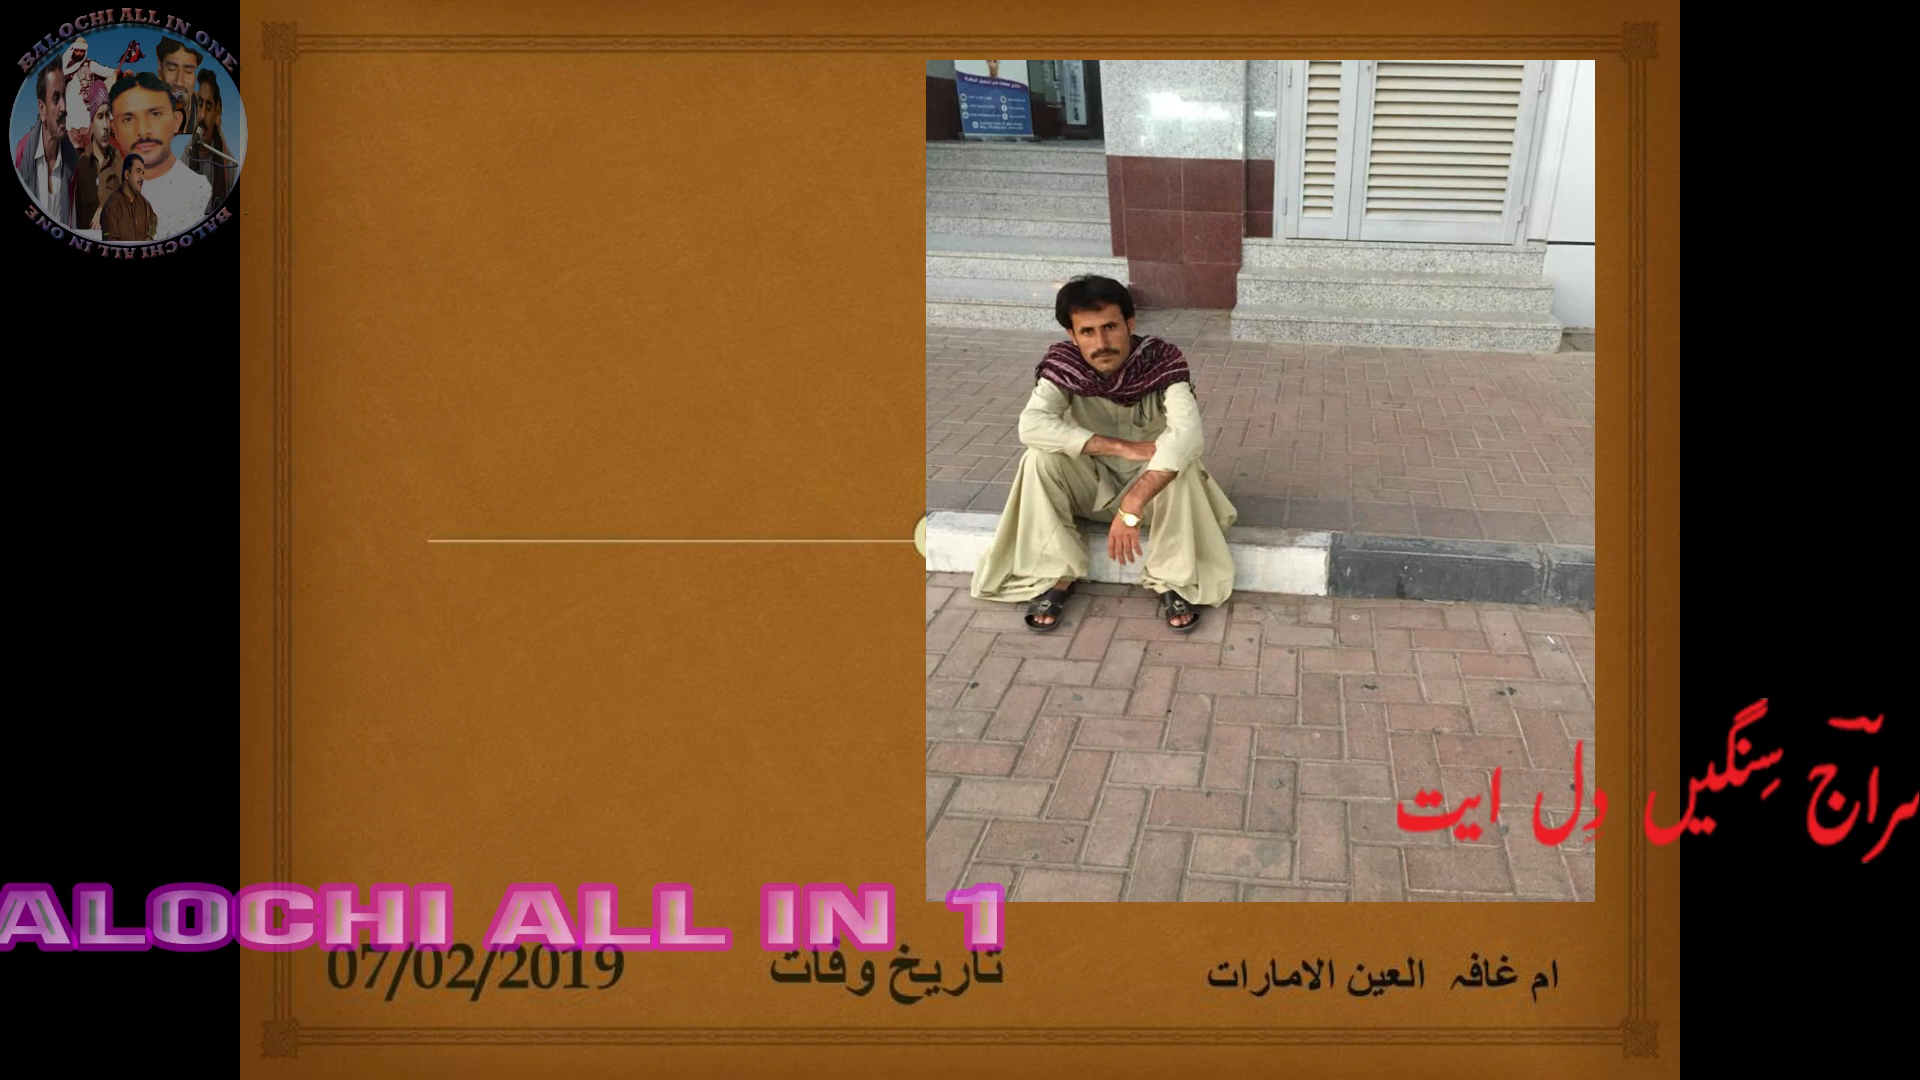 BALOCHI ALL IN ONE
BALOCHI ALL IN ONE
سراجؔ سِنگیں دِل ایت
ALOCHI ALL IN 1
ام غافہ العین الامارات
تاریخ وفات
07/02/2019